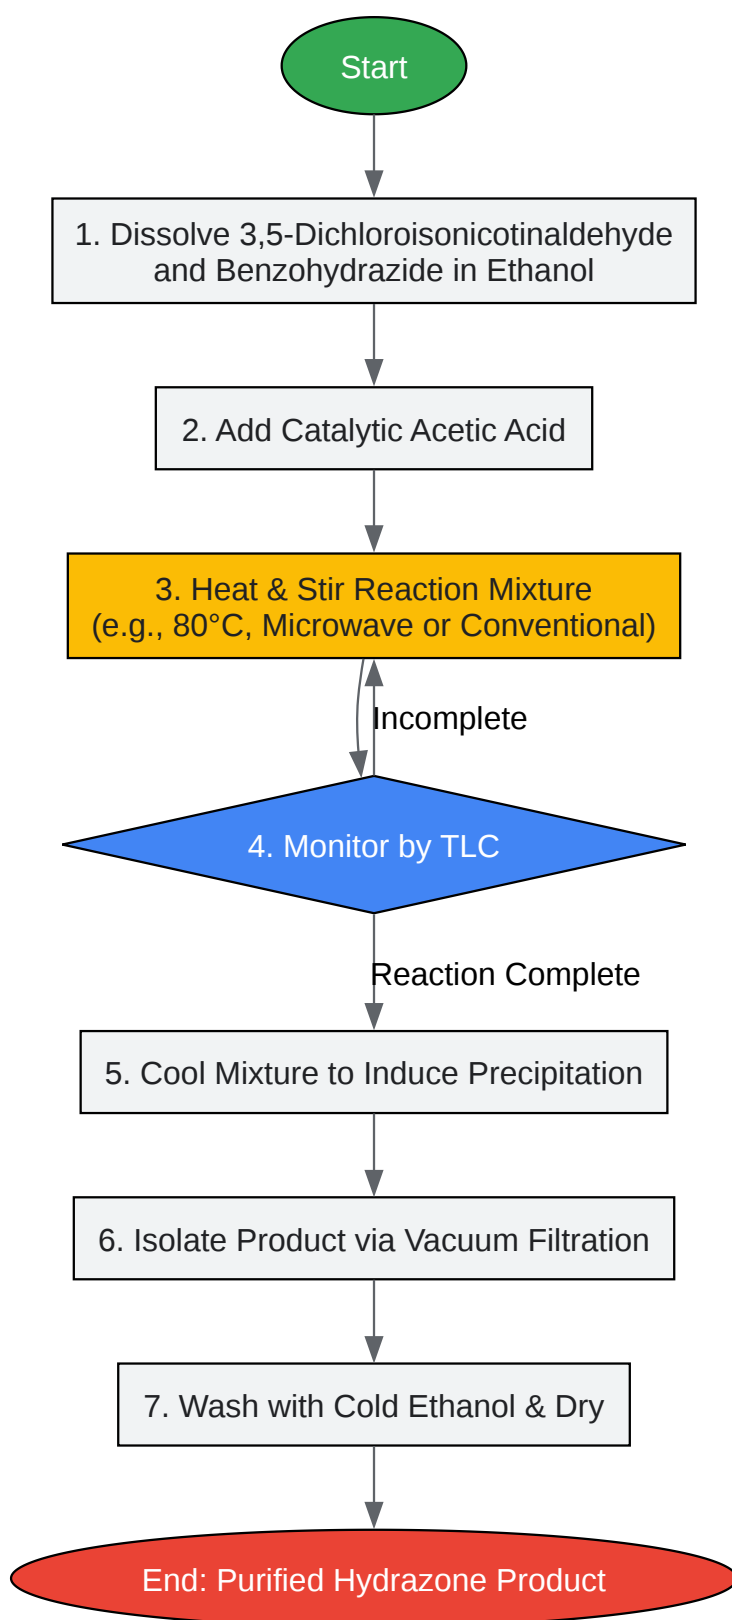 Start
1. Dissolve 3,5-Dichloroisonicotinaldehyde
and Benzohydrazide in Ethanol
2. Add Catalytic Acetic Acid
3. Heat & Stir Reaction Mixture
(e.g., 80°C, Microwave or Conventional)
Incomplete
4. Monitor by TLC
Reaction Complete
5. Cool Mixture to Induce Precipitation
6. Isolate Product via Vacuum Filtration
7. Wash with Cold Ethanol & Dry
End: Purified Hydrazone Product